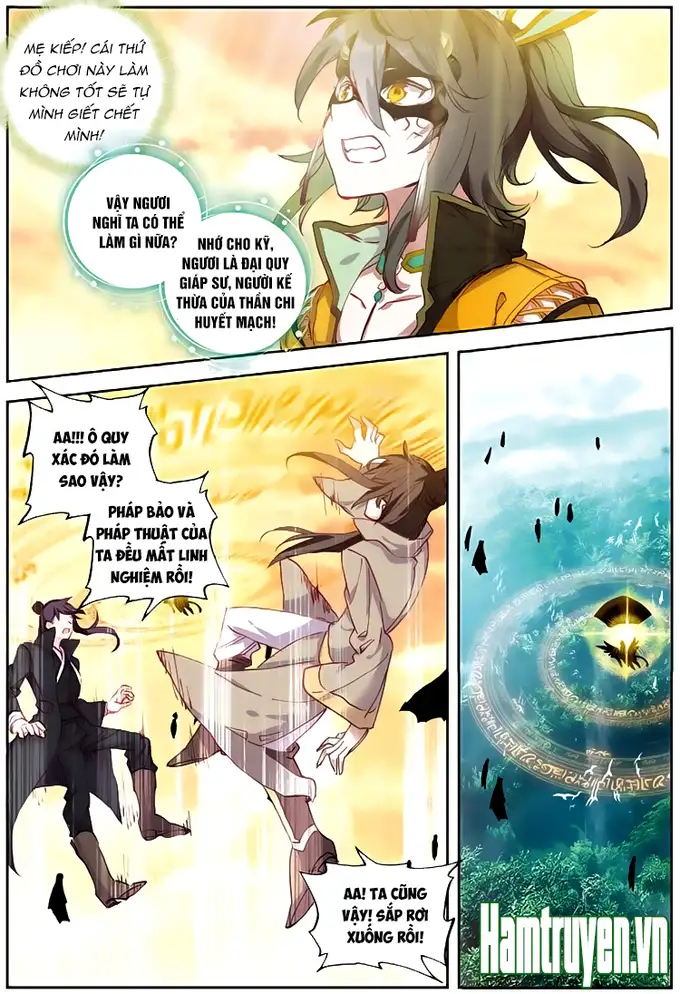 MẸ KIẾP! CÁI THỨ
ĐỒ CHƠI NÀY LÀM
KHÔNG TỐT SẼ TỰ
MÌNH GIẾT CHẾT
MÌNH!
VẬY NGƯƠI
NGHĨ TA CÓ THỂ
LÀM GÌ NỮA?
NHỚ CHO KỸ,
NGƯƠI LÀ ĐẠI QUY
GIÁP SƯ, NGƯỜI KẾ
THỪA CỦA THẦN CHI
HUYẾT MẠCH!
AA!!! Ô QUY
XÁC ĐÓ LÀM
SAO VẬY?
PHÁP BẢO VÀ
PHÁP THUẬT CỦA
TA ĐỀU MẤT LINH
NGHIỆM RỒI!
AA! TA CŨNG
VẬY! SẮP RƠI
XUỐNG RỒI!
Hamtruyen.vn